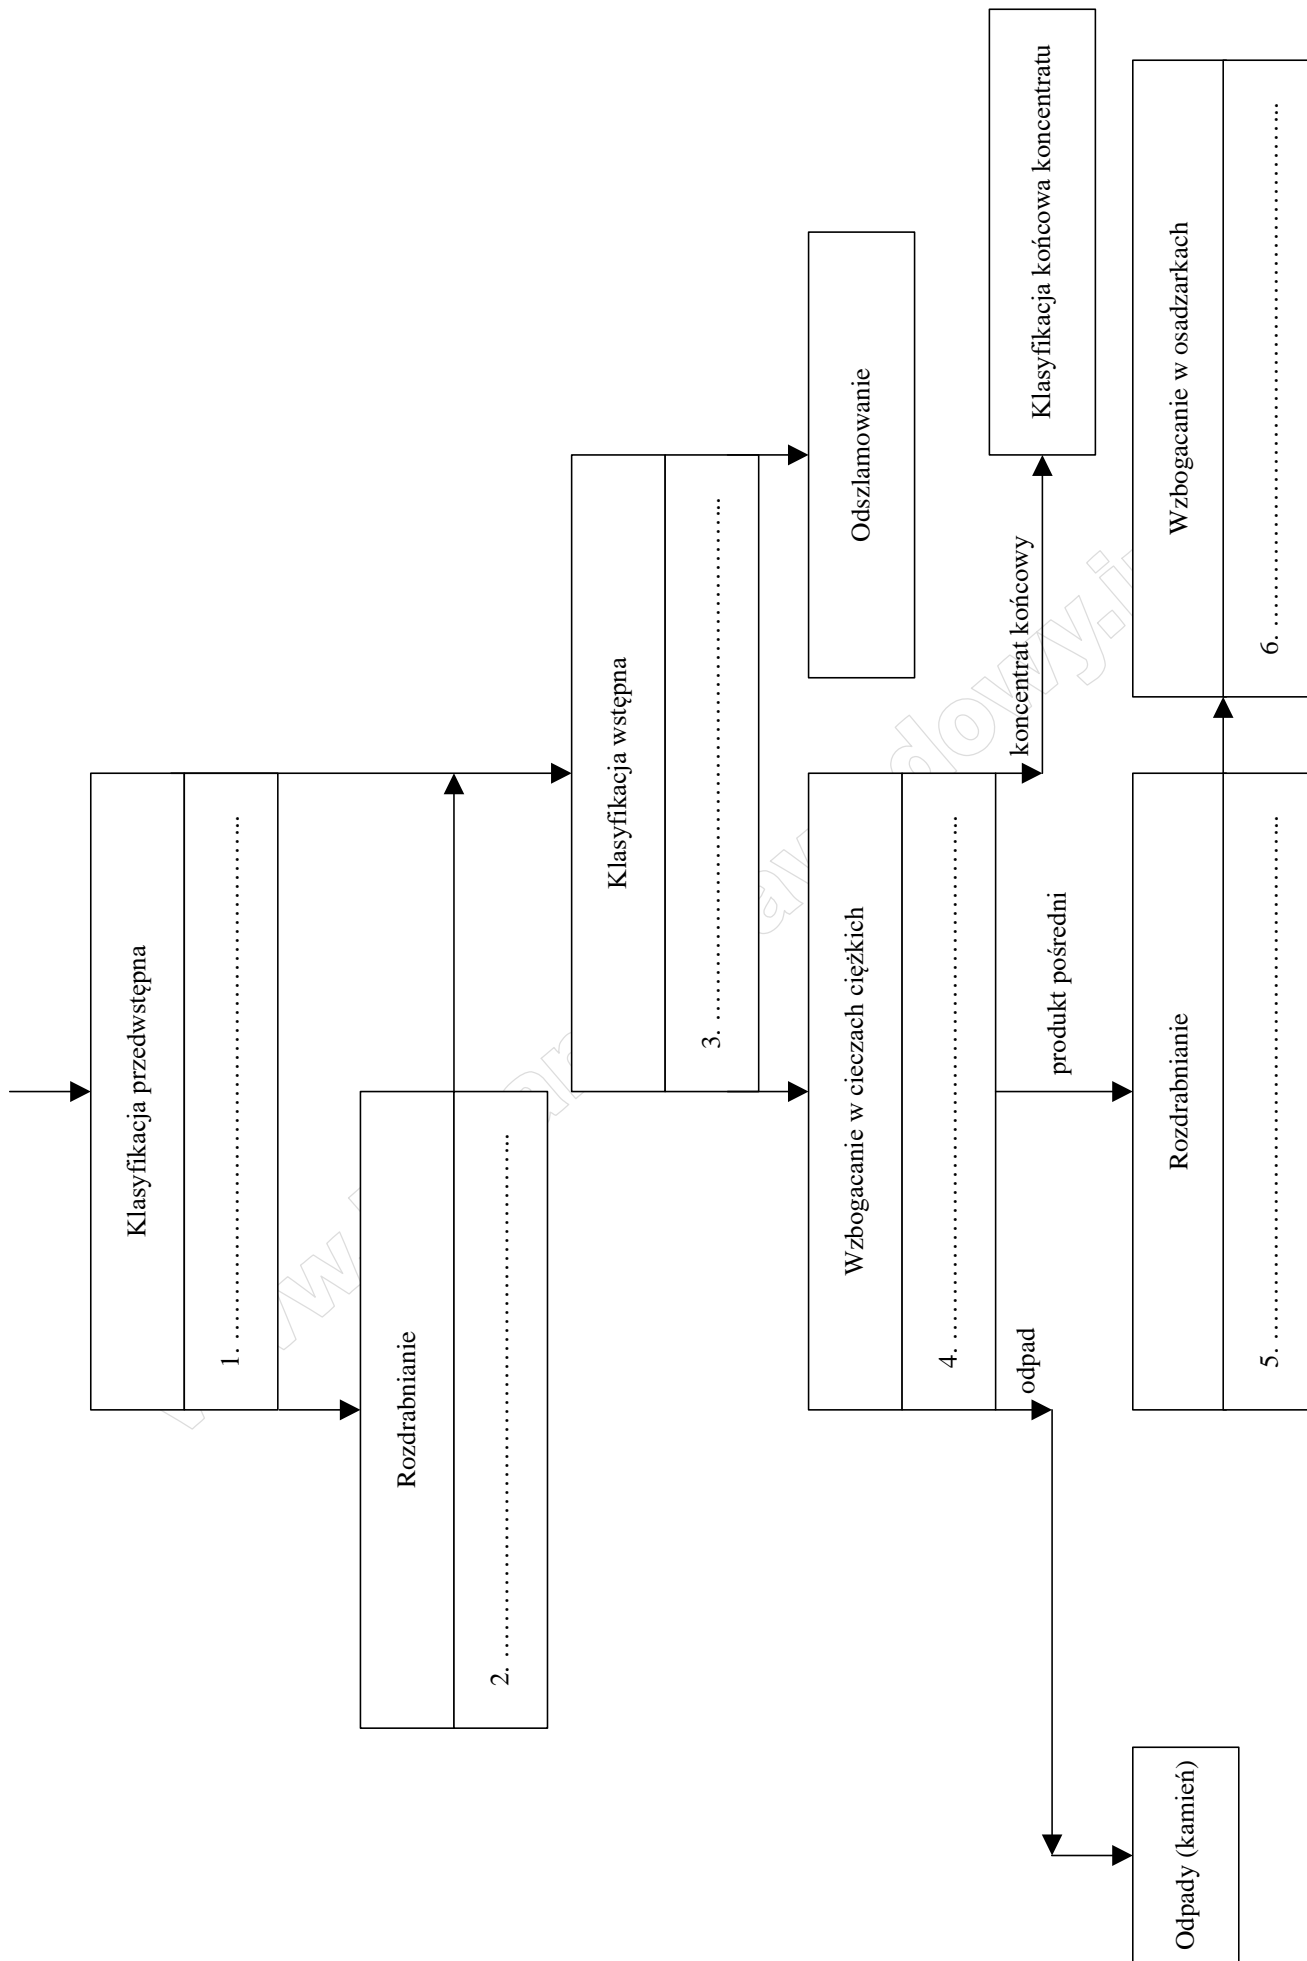 Klasyfikacja przedwstępna
1. ...........................................................................
Rozdrabnianie
2. ...........................................................................
Klasyfikacja wstępna
3. ...........................................................................
Odszlamowanie
Wzbogacanie w cieczach ciężkich
4. ...........................................................................
odpad
produkt pośredni
koncentrat końcowy
Klasyfikacja końcowa koncentratu
Odpady (kamień)
Rozdrabnianie
5. ...........................................................................
Wzbogacanie w osadzarkach
6. ...........................................................................